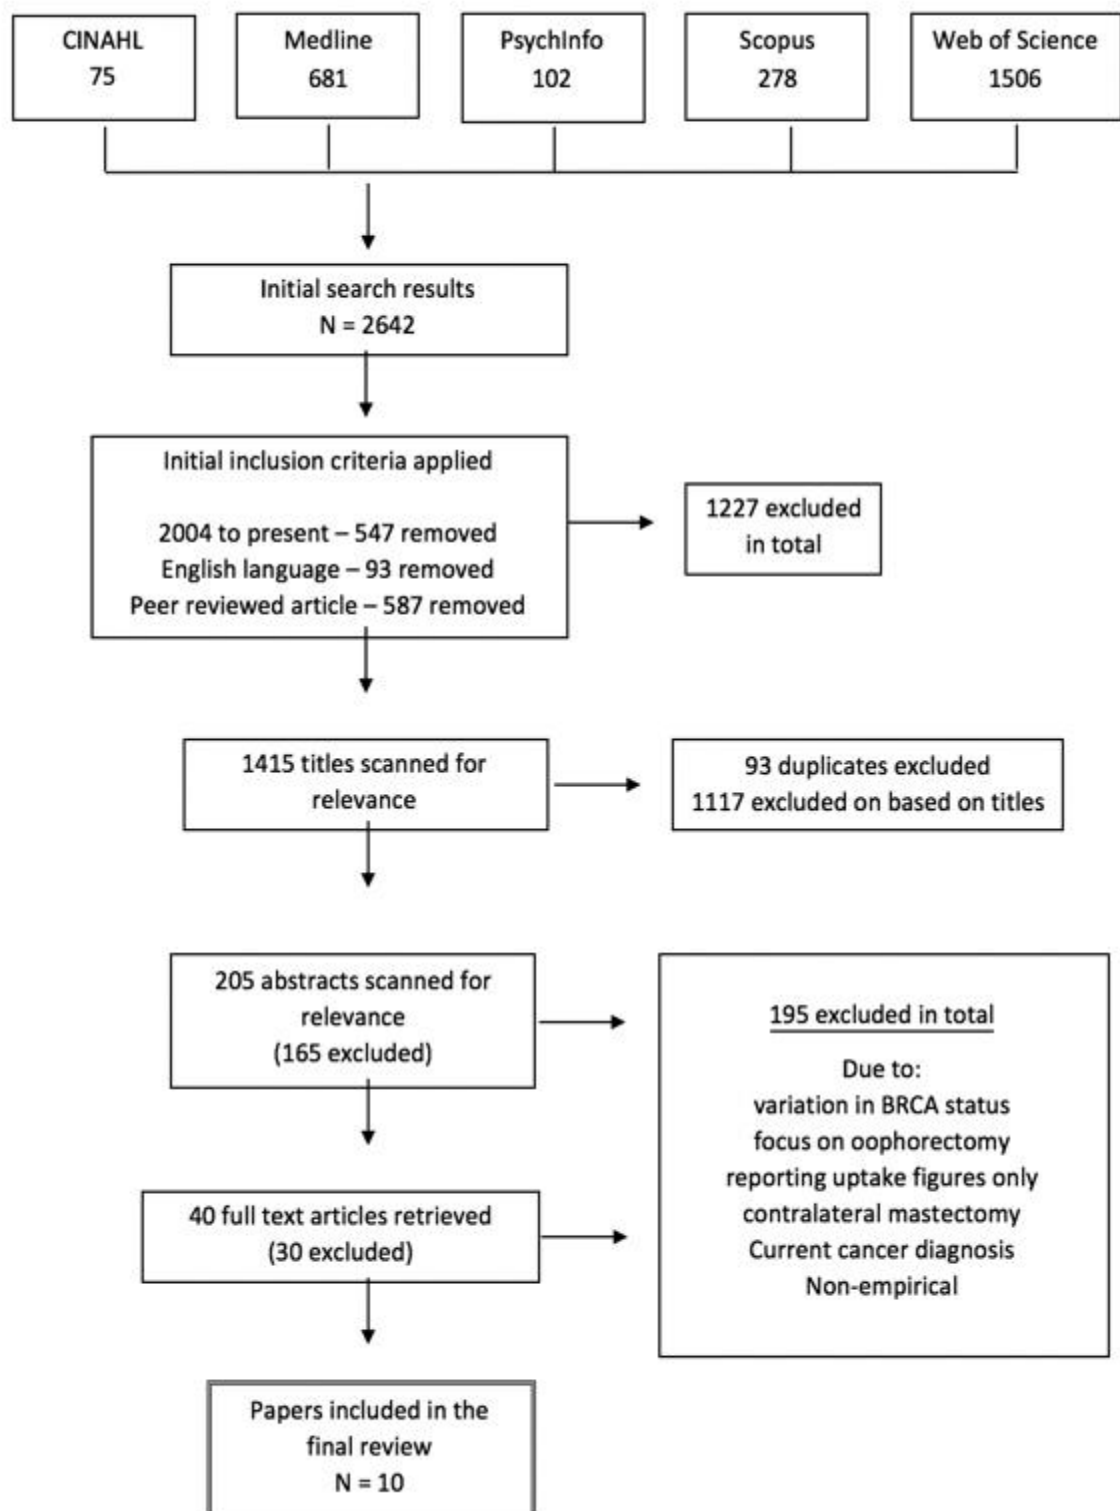 CINAHL
75
Medline
681
PsychInfo
102
Scopus
278
Web of Science
1506
Initial search results
N = 2642
Initial inclusion criteria applied
2004 to present – 547 removed
English language – 93 removed
Peer reviewed article – 587 removed
1227 excluded
in total
1415 titles scanned for
relevance
93 duplicates excluded
1117 excluded on based on titles
205 abstracts scanned for
relevance
(165 excluded)
195 excluded in total
Due to:
variation in BRCA status
focus on oophorectomy
reporting uptake figures only
contralateral mastectomy
Current cancer diagnosis
Non-empirical
40 full text articles retrieved
(30 excluded)
Papers included in the
final review
N = 10